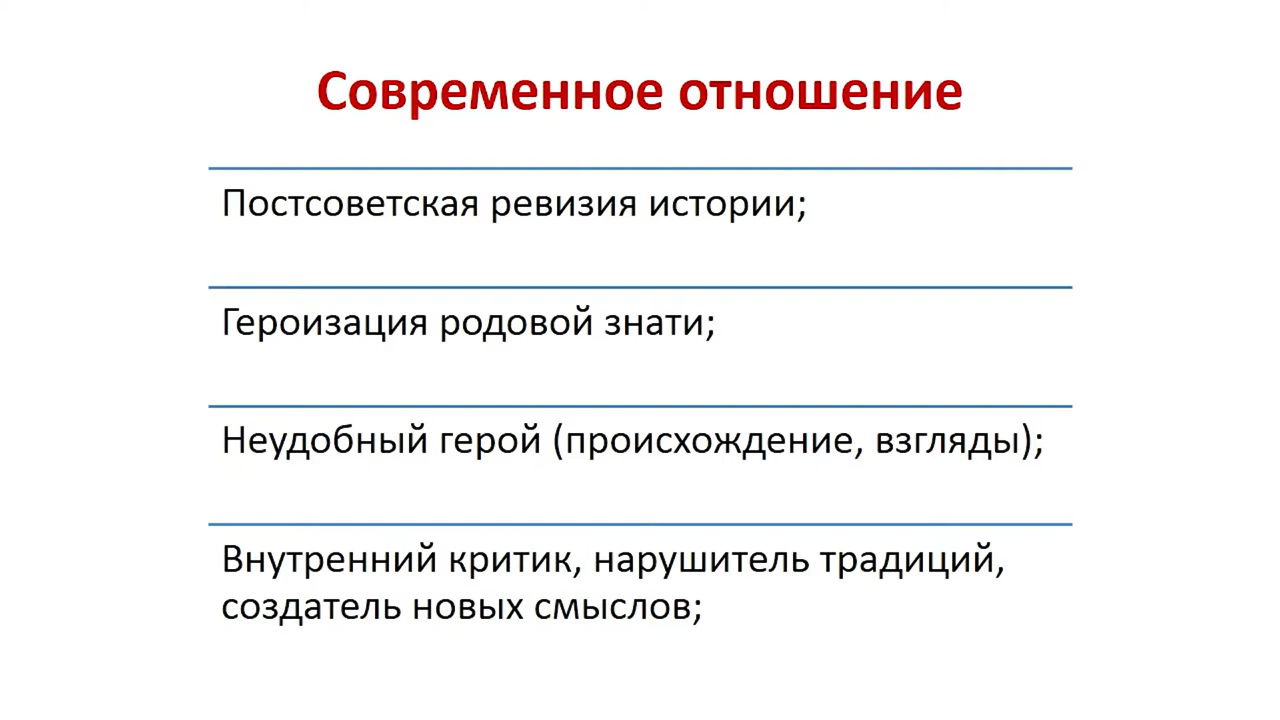 Современное отношение
Постсоветская ревизия истории;
Героизация родовой знати;
Неудобный герой (происхождение, взгляды);
Внутренний критик, нарушитель традиций,
создатель новых смыслов;